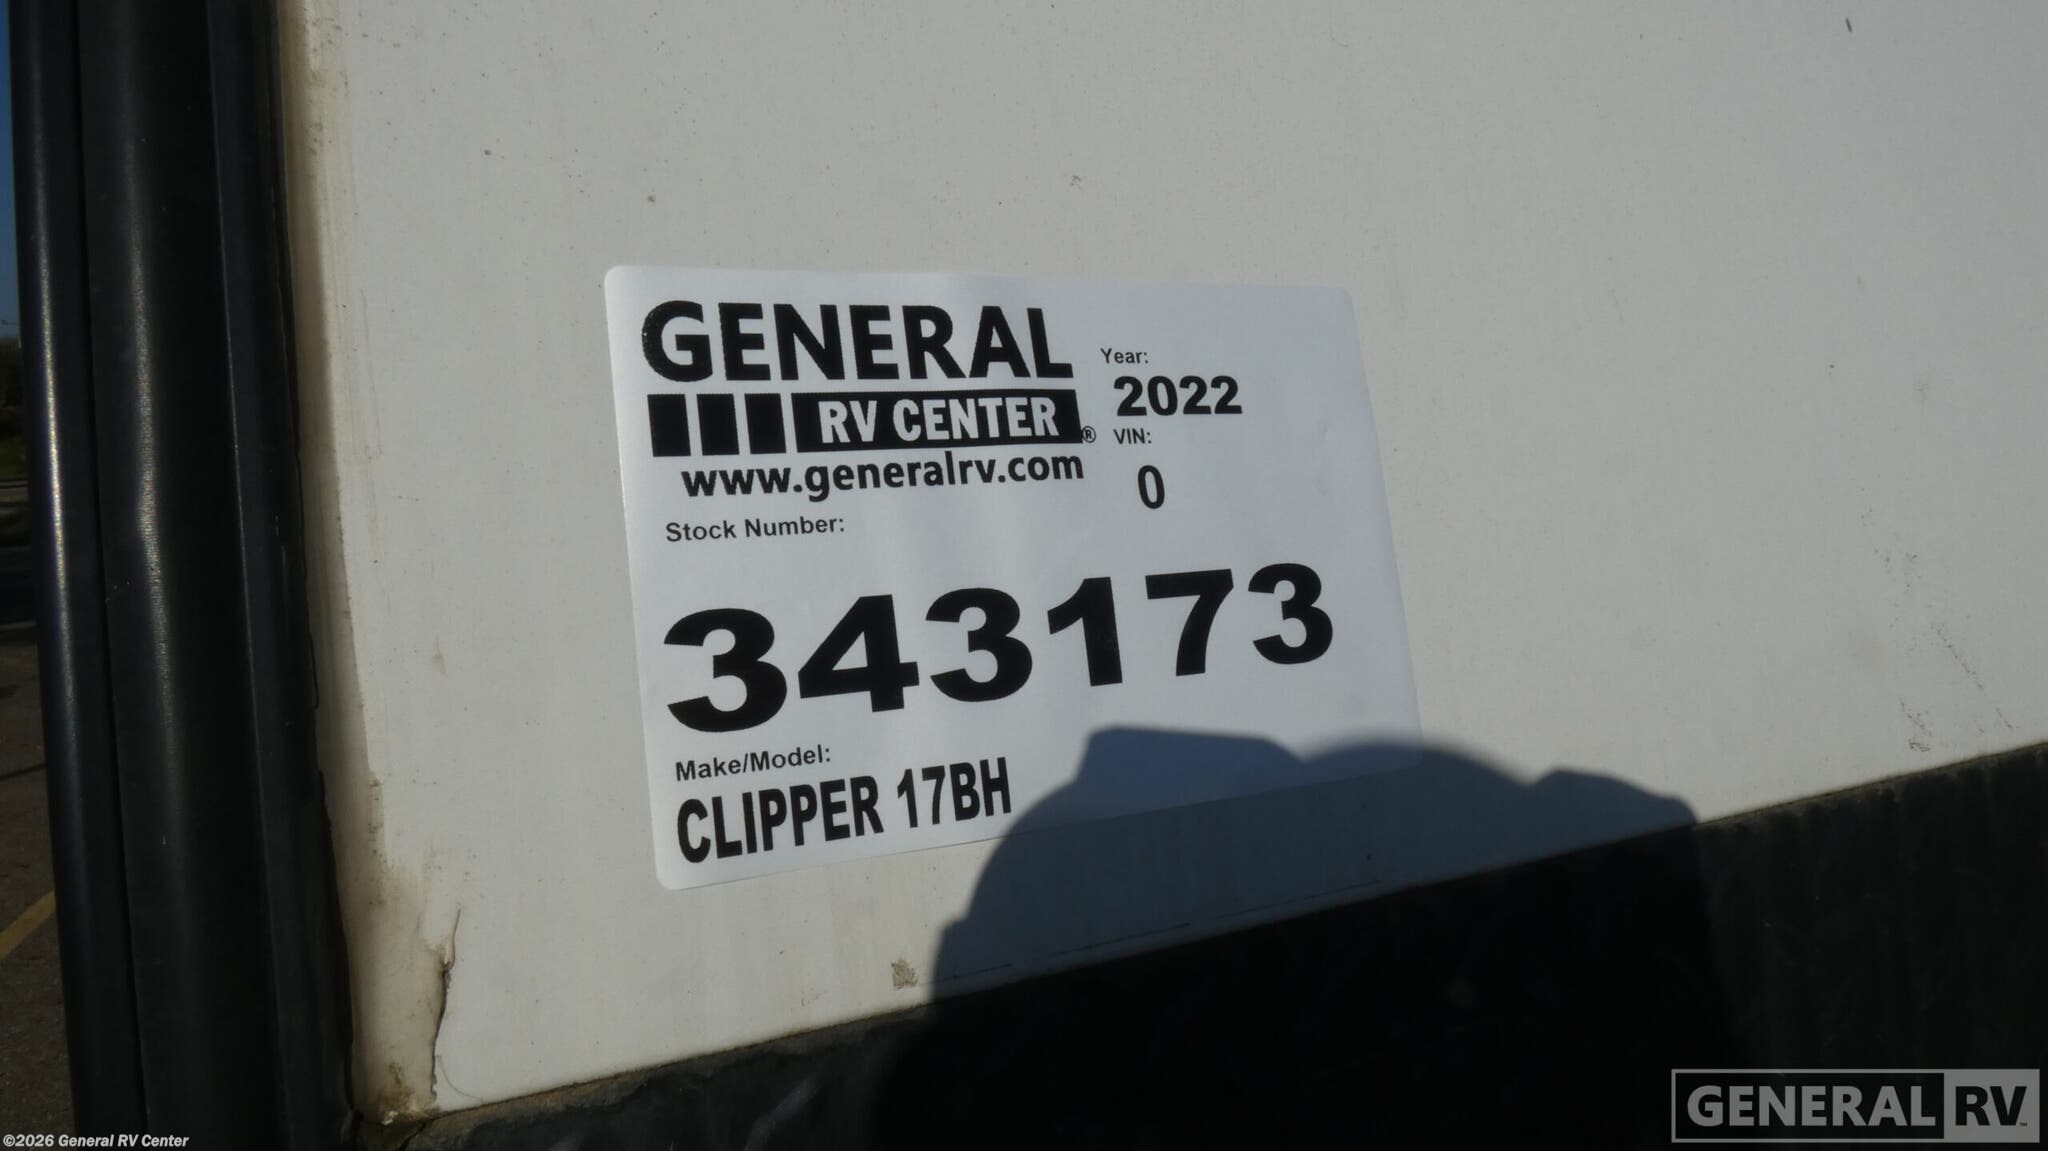 GENERAL
RV CENTER®
www.generalrv.com
Year:
2022
VIN:
0
Stock Number:
343173
Make/Model:
CLIPPER 17BH
©2026 General RV Center
GENERAL RV™